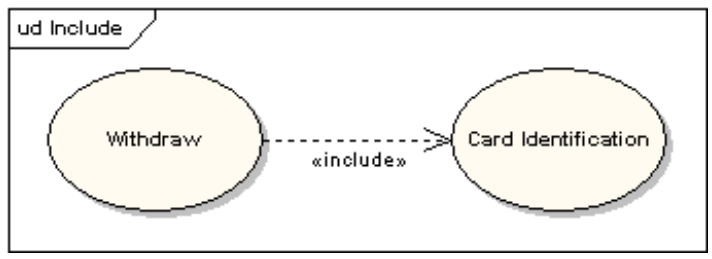 ud Include
Withdraw
Card Identification
«include»